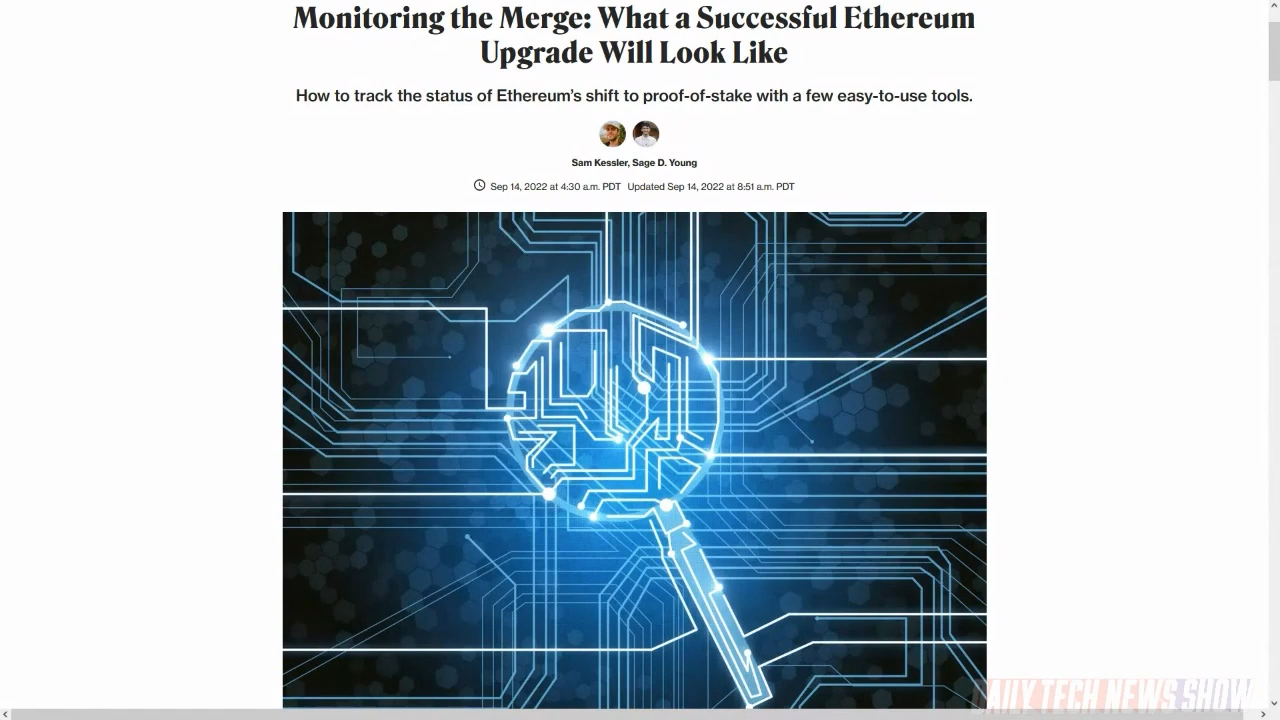 Monitoring the Merge: What a Successful Ethereum
Upgrade Will Look Like
How to track the status of Ethereum’s shift to proof-of-stake with a few easy-to-use tools.
Sam Kessler, Sage D. Young
Sep 14, 2022 at 4:30 a.m. PDT Updated Sep 14, 2022 at 8:51 a.m. PDT
DAILY TECH NEWS SHOW